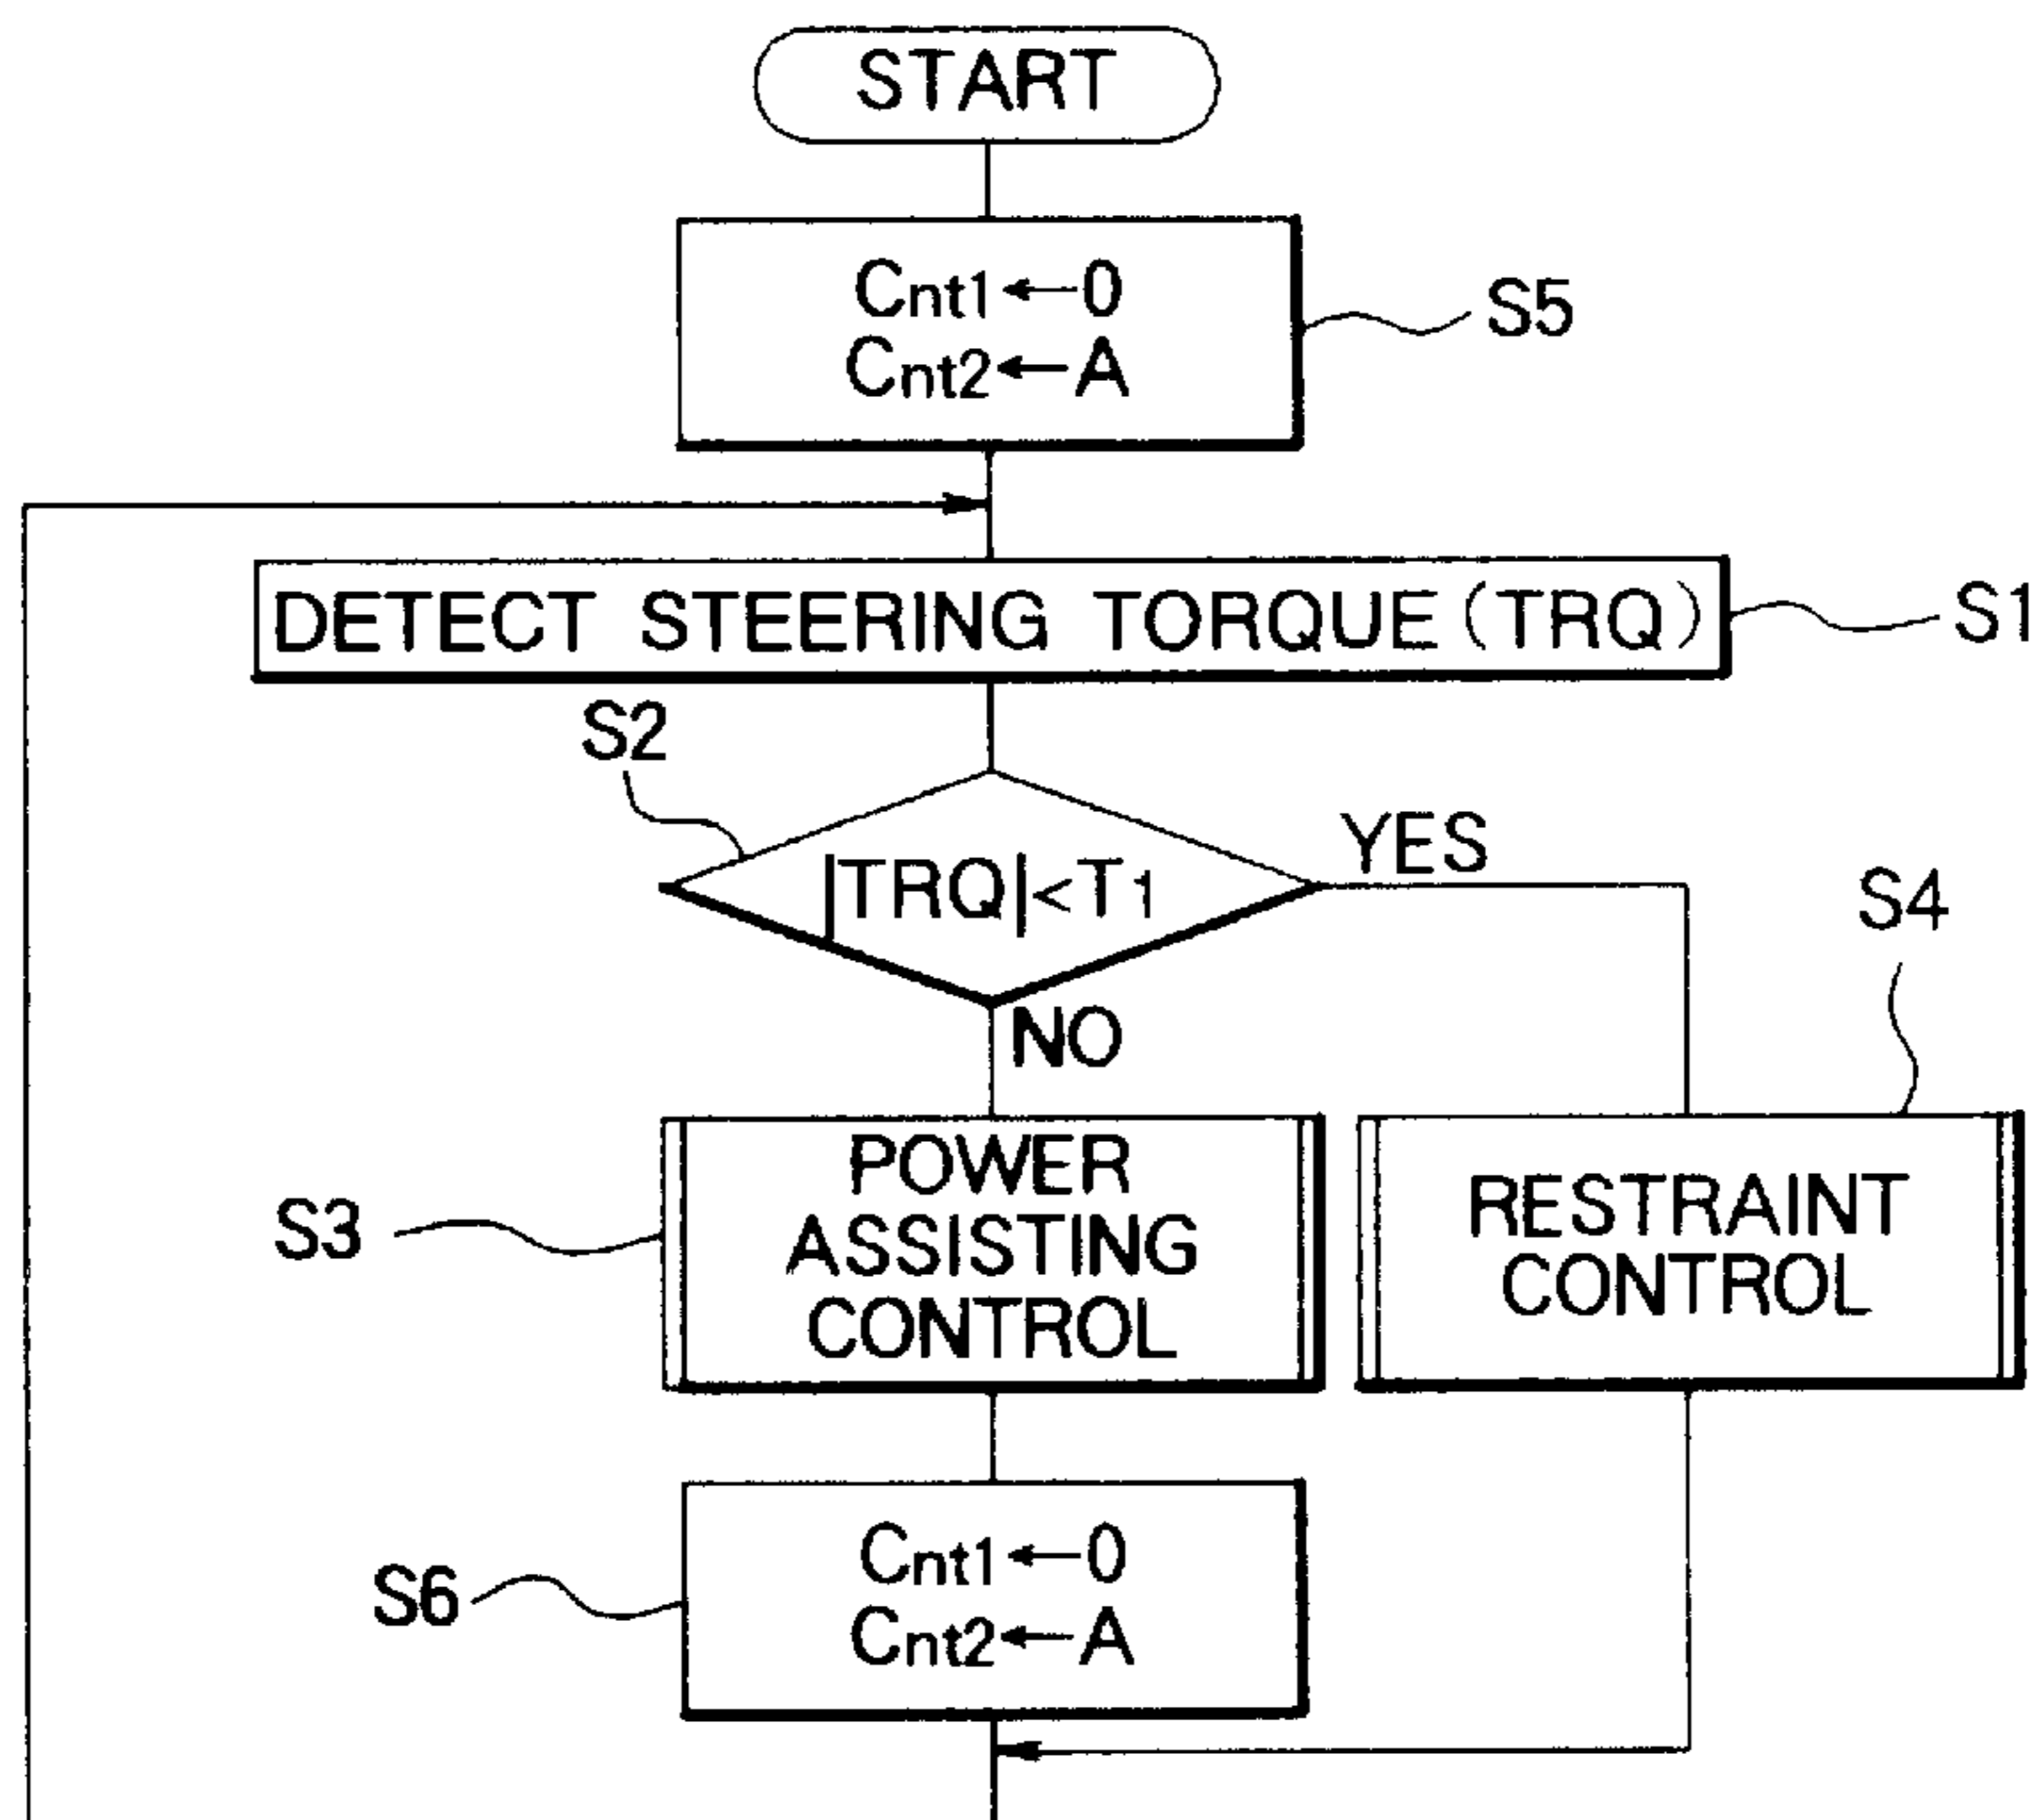 START
Cnt1←0
Cnt2←A
S5
DETECT STEERING TORQUE(TRQ)
S1
S2
|TRQ|<T1
YES
NO
S4
S3
POWER
ASSISTING
CONTROL
RESTRAINT
CONTROL
S6
Cnt1←0
Cnt2←A